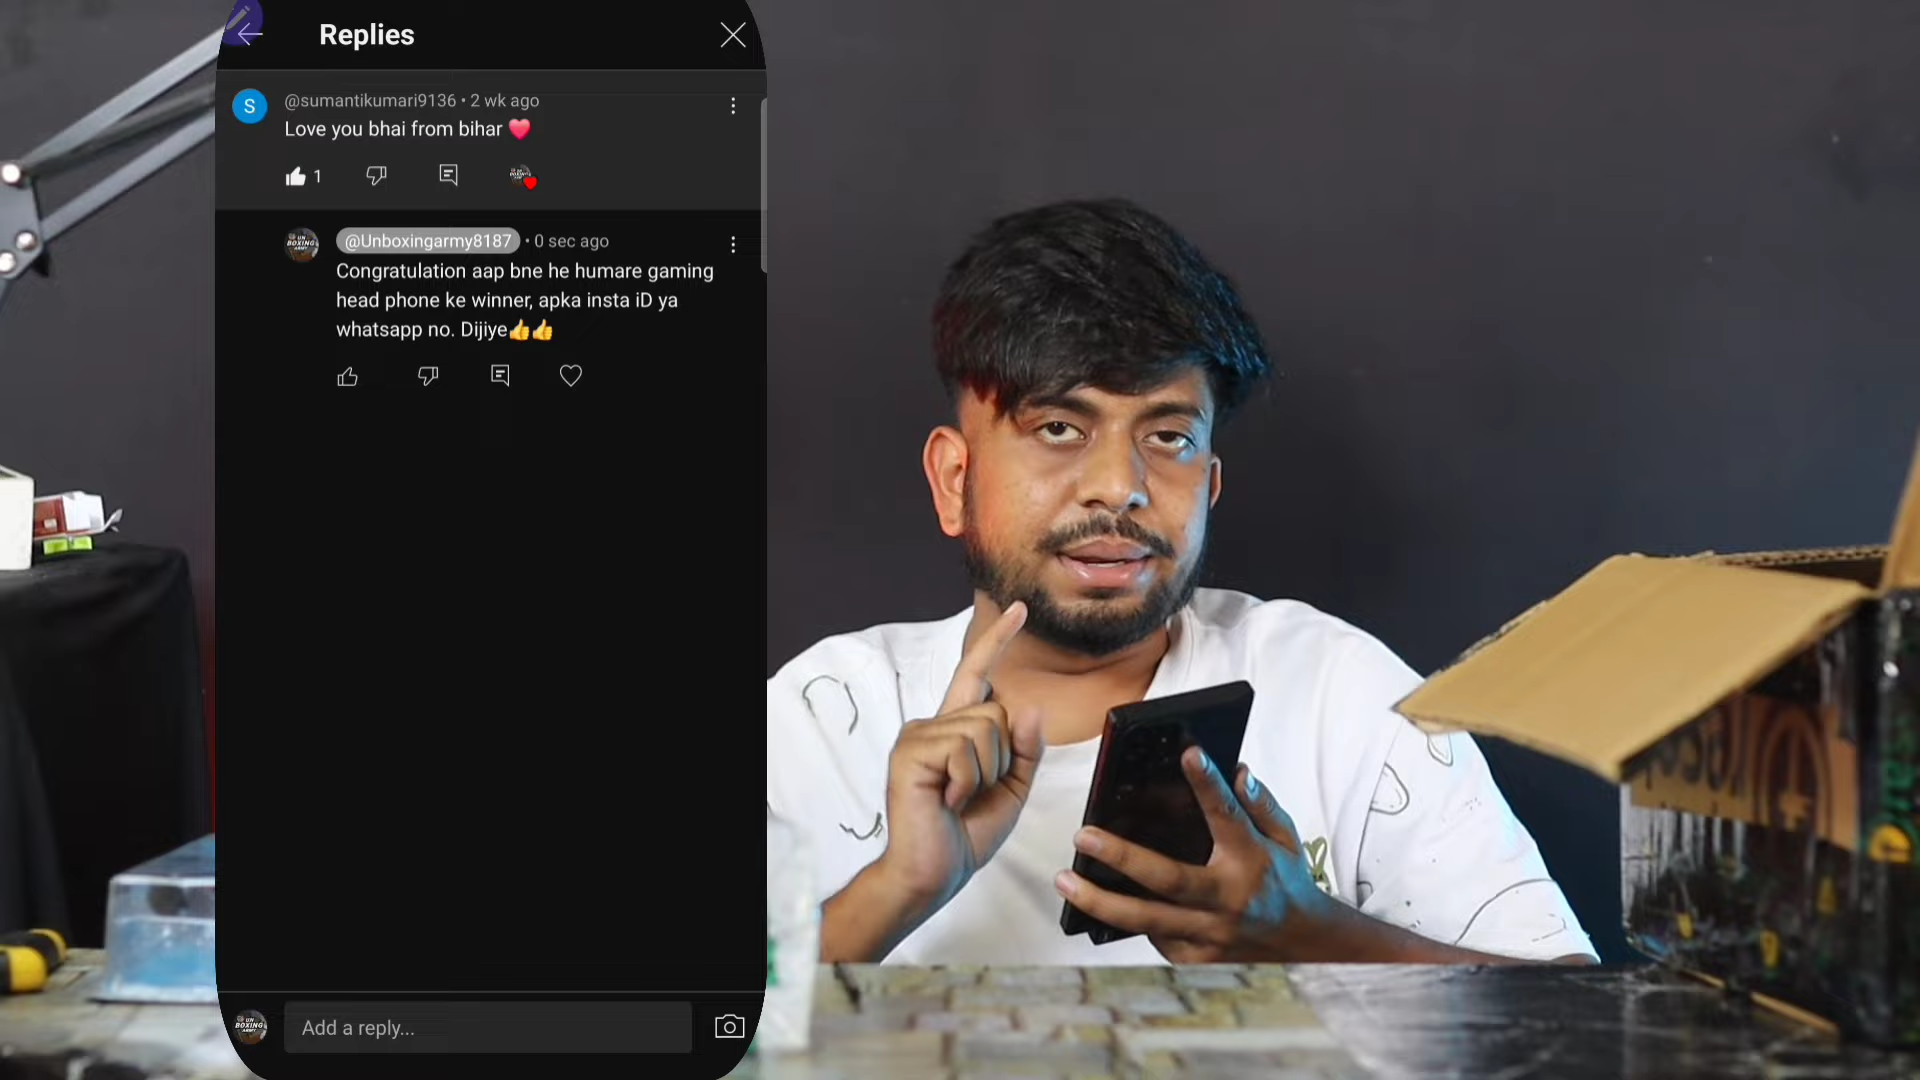 Replies
S
@sumantikumari9136 • 2 wk ago
Love you bhai from bihar ❤️
1
@Unboxingarmy8187 • 0 sec ago
Congratulation aap bne he humare gaming
head phone ke winner, apka insta iD ya
whatsapp no. Dijiye👍👍
Add a reply...